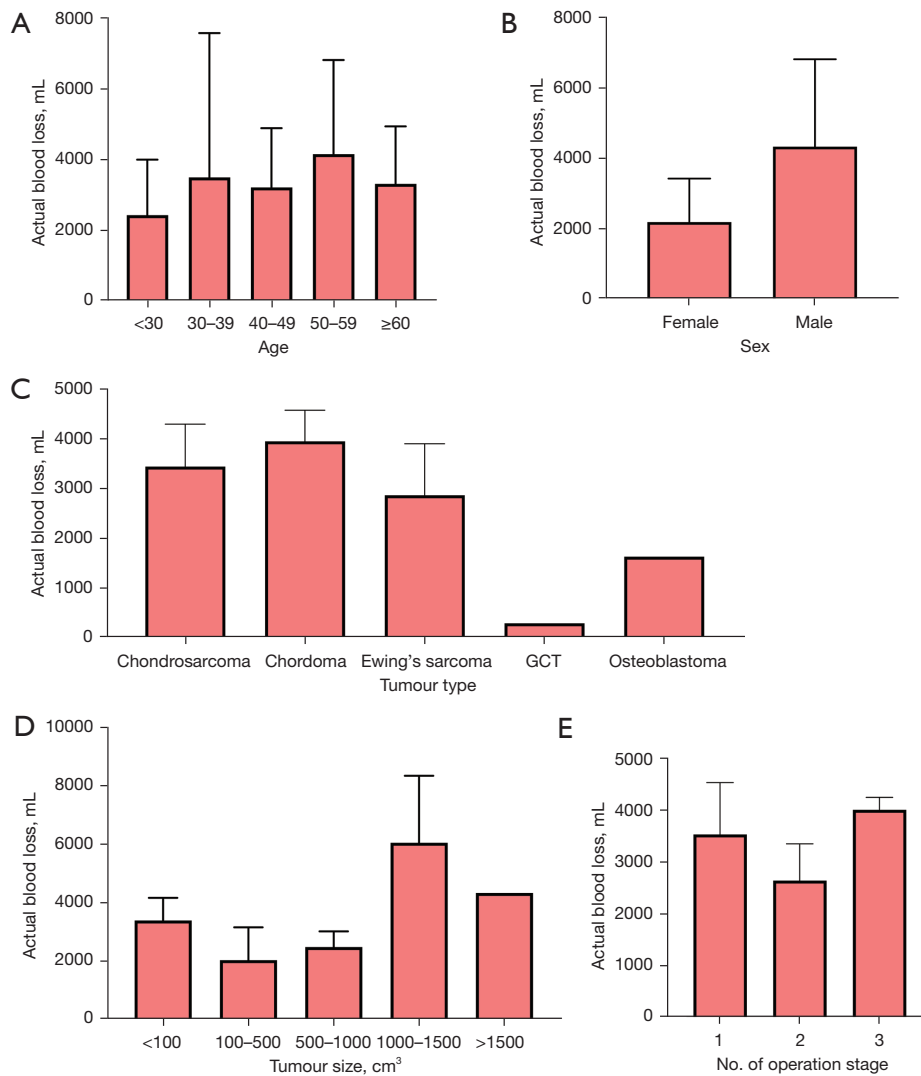 A
Actual blood loss, mL
8000
6000
4000
2000
0
<30 30–39 40–49 50–59 ≥60
Age
B
Actual blood loss, mL
8000
6000
4000
2000
0
Female Male
Sex
C
Actual blood loss, mL
5000
4000
3000
2000
1000
0
Chondrosarcoma Chordoma Ewing's sarcoma GCT Osteoblastoma
Tumour type
D
Actual blood loss, mL
10000
8000
6000
4000
2000
0
<100 100–500 500–1000 1000–1500 >1500
Tumour size, cm³
E
Actual blood loss, mL
5000
4000
3000
2000
1000
0
1 2 3
No. of operation stage